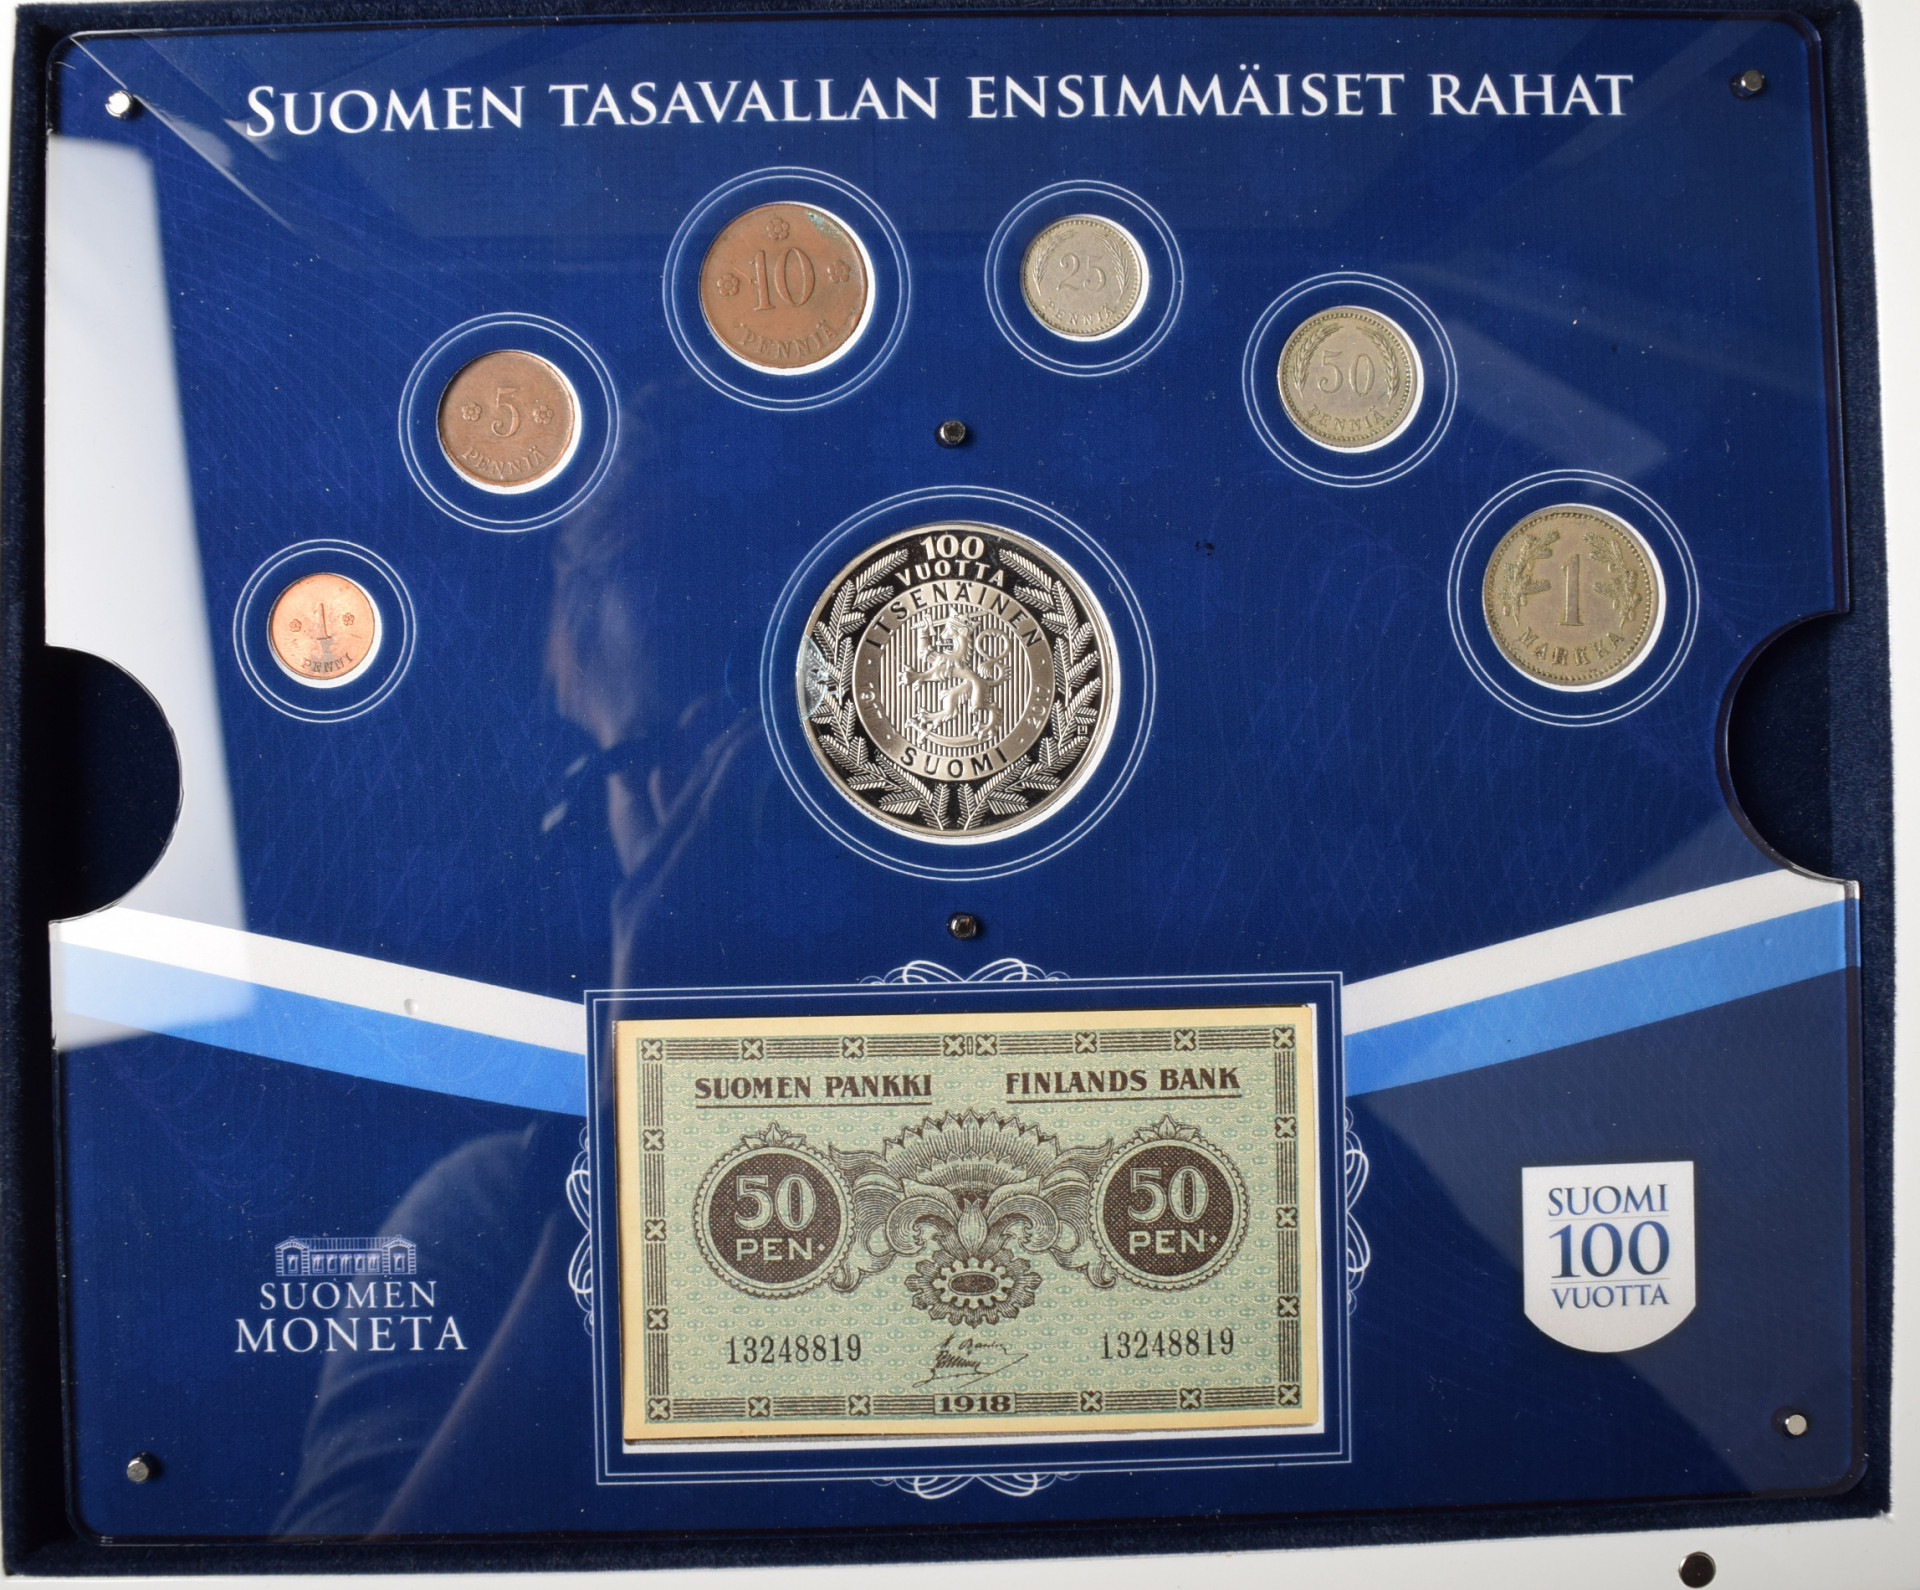 SUOMEN TASAVALLAN ENSIMMÄISET RAHAT
10
PENNIÄ
25
PENNIÄ
5
PENNIÄ
50
PENNIÄ
1
PENNI
1
MARKKA
100
VUOTTA
ITSENÄINEN
2017
SUOMI
SUOMEN PANKKI FINLANDS BANK
50
PEN.
50
PEN.
13248819
13248819
1918
SUOMEN
MONETA
SUOMI
100
VUOTTA